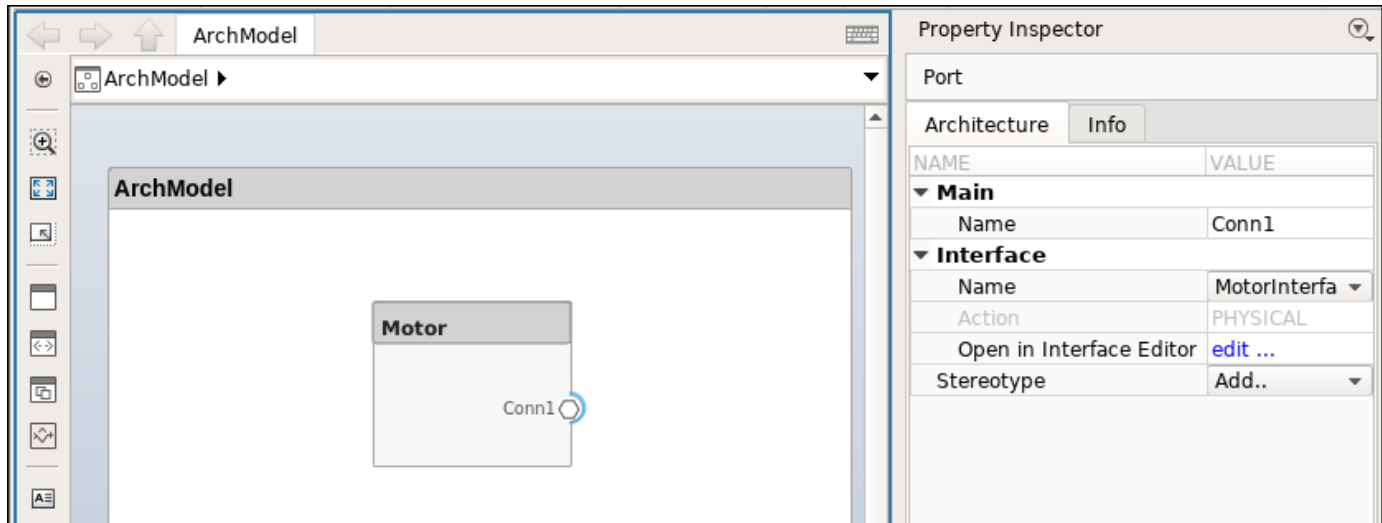 ArchModel
ArchModel
ArchModel
Motor
Conn1
Property Inspector
Port
Architecture Info
NAME VALUE
Main
Name Conn1
Interface
Name MotorInterfa
Action PHYSICAL
Open in Interface Editor edit ...
Stereotype Add..